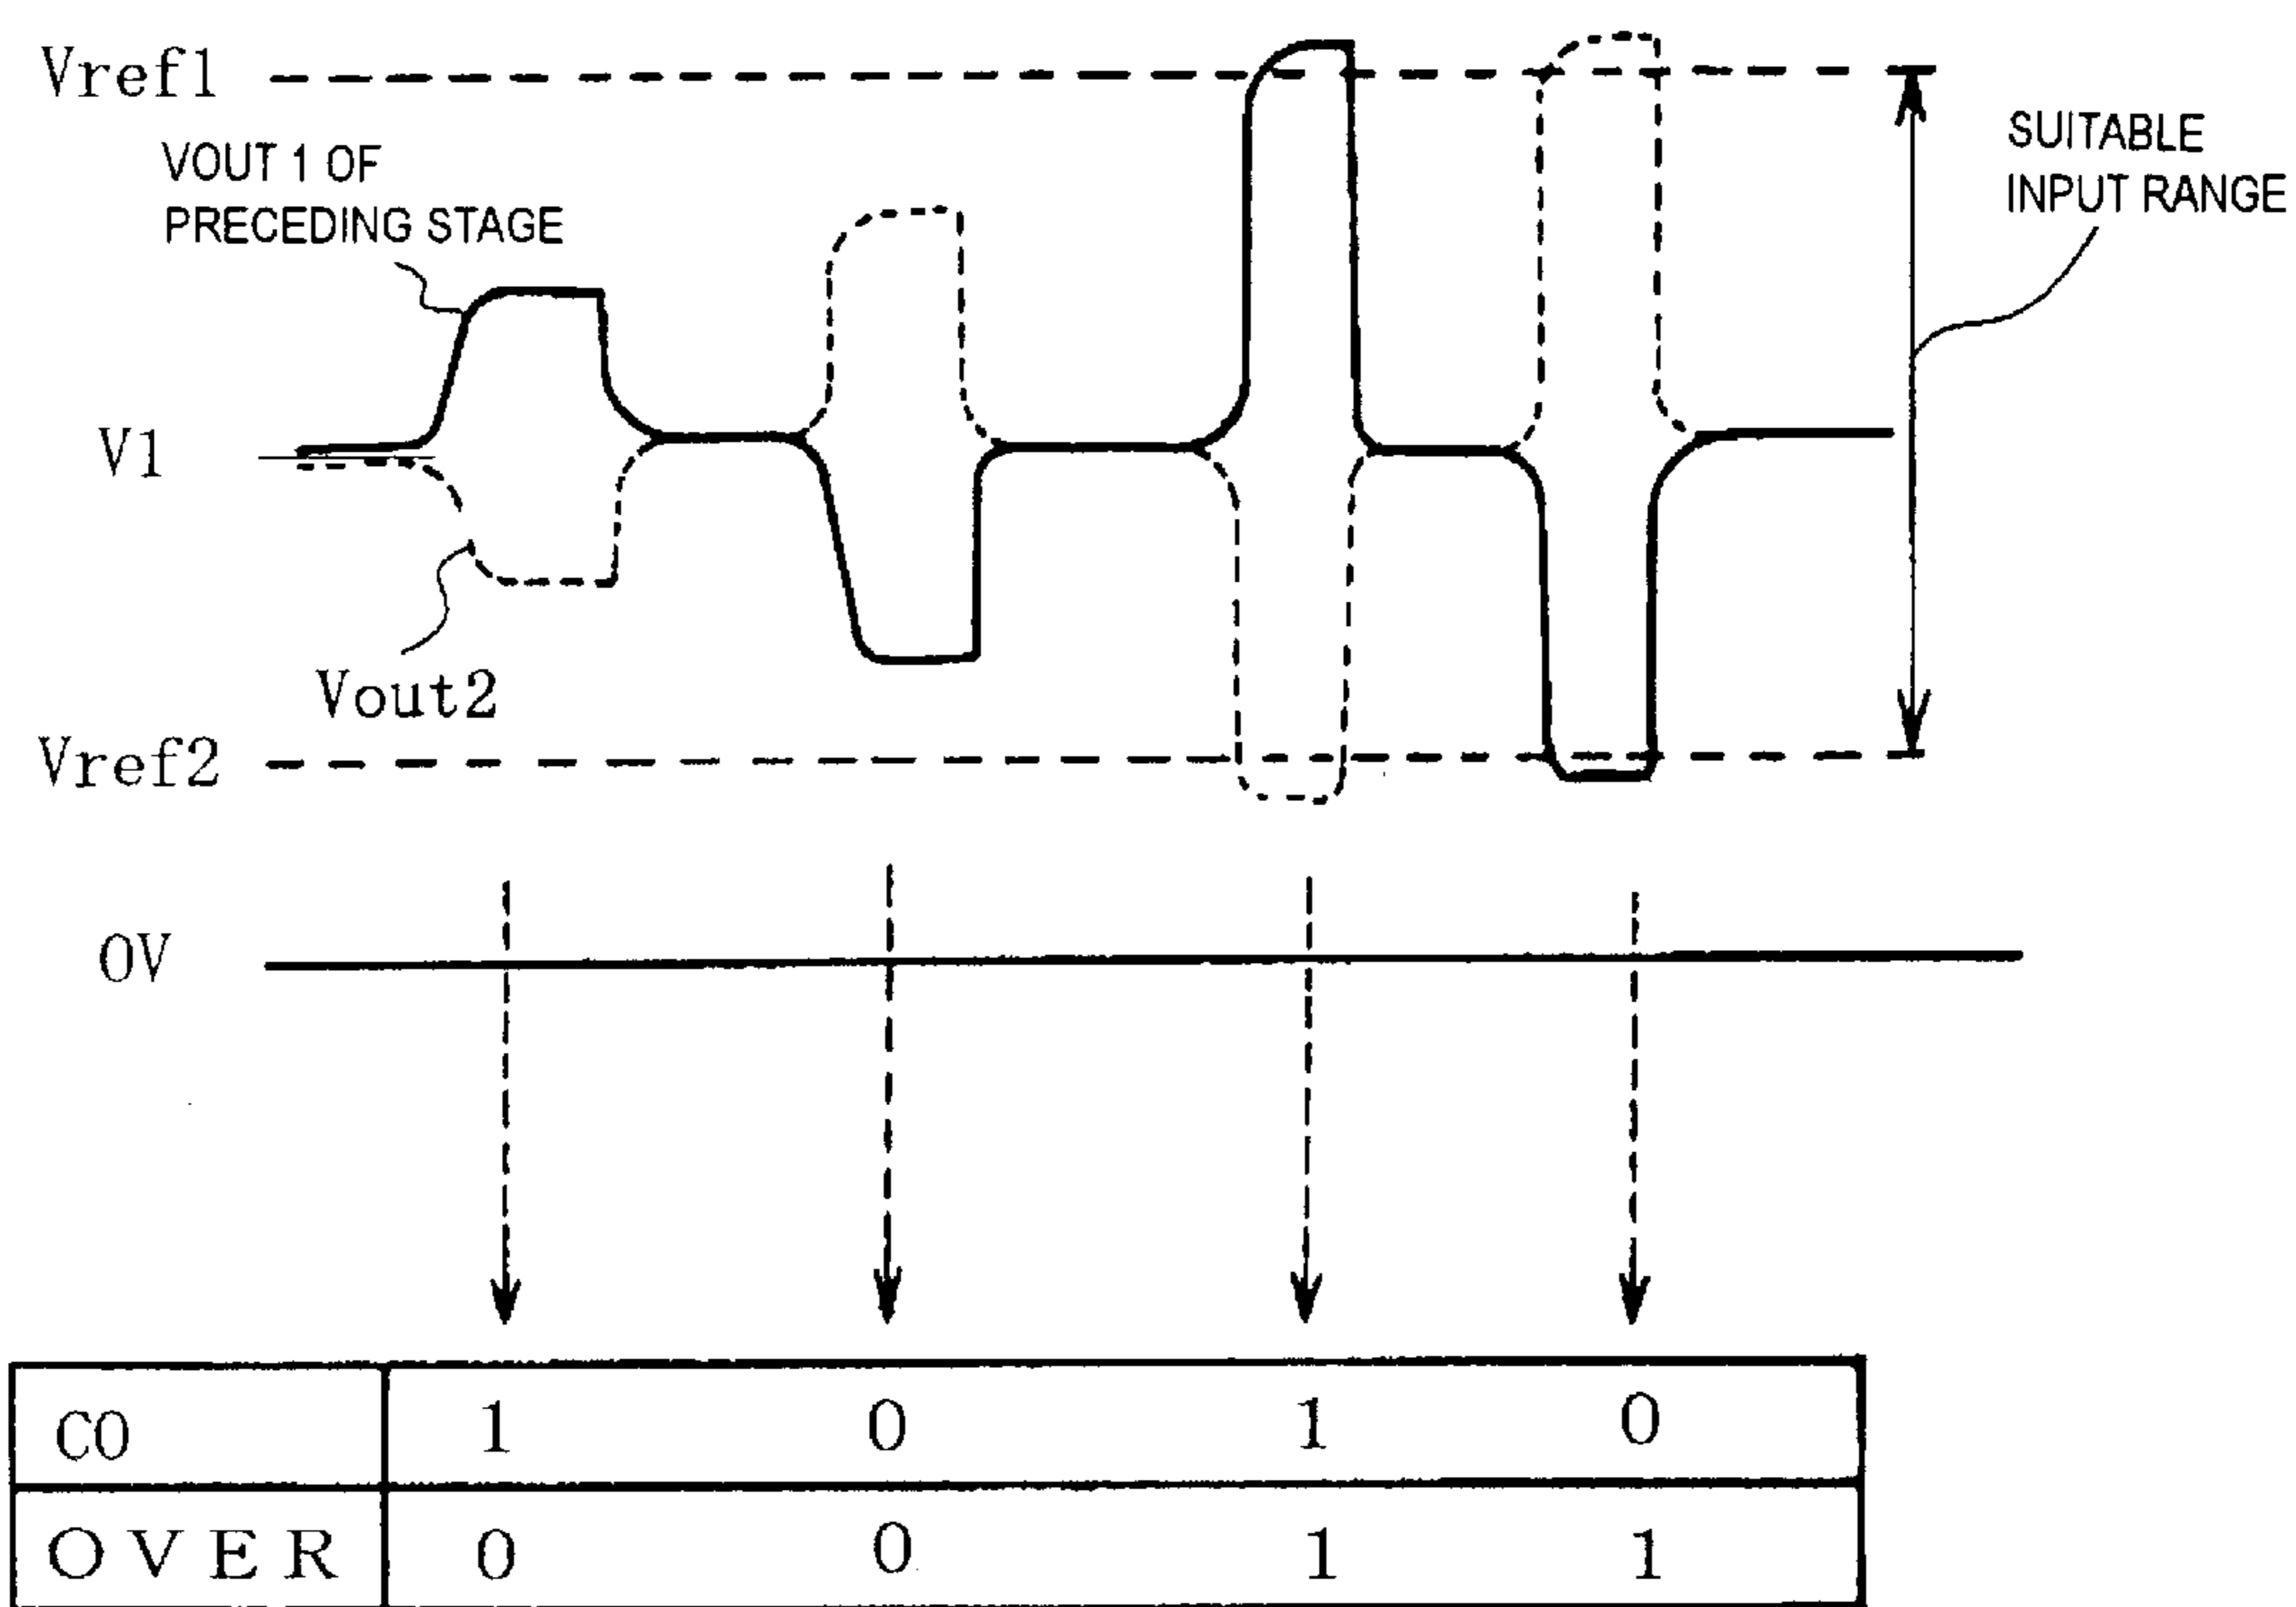 Vref1
VOUT 1 OF
PRECEDING STAGE
SUITABLE
INPUT RANGE
V1
Vout2
Vref2
0V
C0 1 0 1 0
OVER 0 0 1 1